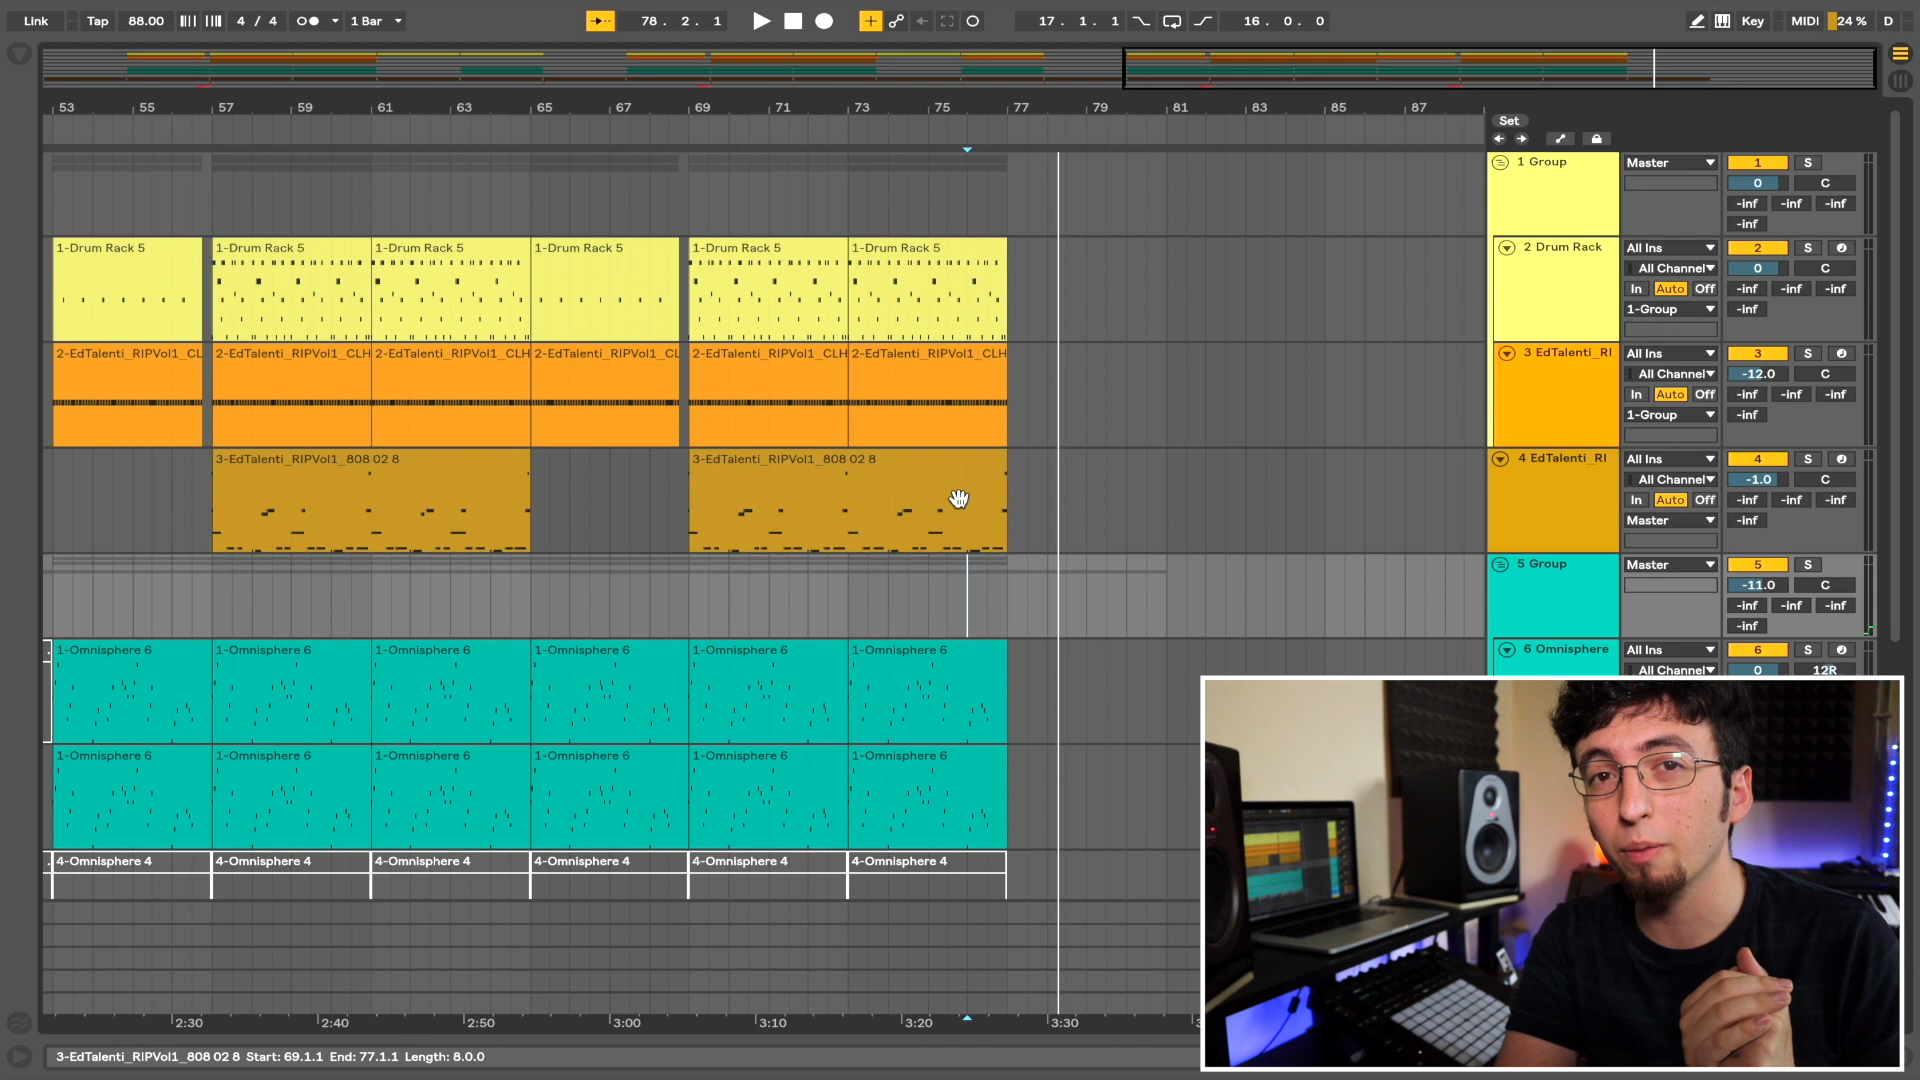 Link Tap 88.00 4 / 4 1 Bar 78. 2. 1 17. 1. 1 16. 0. 0 Key MIDI 24 % D
53 55 57 59 61 63 65 67 69 71 73 75 77 79 81 83 85 87
Set
1 Group Master 1 S
0 C
-inf -inf -inf
-inf
1-Drum Rack 5 1-Drum Rack 5 1-Drum Rack 5 1-Drum Rack 5 1-Drum Rack 5 1-Drum Rack 5 2 Drum Rack All Ins 2 S
All Channel 0 C
In Auto Off -inf -inf -inf
1-Group -inf
2-EdTalenti_RIPVol1_CL 2-EdTalenti_RIPVol1_CLH 2-EdTalenti_RIPVol1_CLH 2-EdTalenti_RIPVol1_CL 2-EdTalenti_RIPVol1_CLH 2-EdTalenti_RIPVol1_CLH 3 EdTalenti_RI All Ins 3 S
All Channel -12.0 C
In Auto Off -inf -inf -inf
1-Group -inf
3-EdTalenti_RIPVol1_808 02 8 3-EdTalenti_RIPVol1_808 02 8 4 EdTalenti_RI All Ins 4 S
All Channel -1.0 C
In Auto Off -inf -inf -inf
Master -inf
5 Group Master 5 S
-11.0 C
-inf -inf -inf
-inf
1-Omnisphere 6 1-Omnisphere 6 1-Omnisphere 6 1-Omnisphere 6 1-Omnisphere 6 1-Omnisphere 6 6 Omnisphere All Ins 6 S
All Channel 0 12R
1-Omnisphere 6 1-Omnisphere 6 1-Omnisphere 6 1-Omnisphere 6 1-Omnisphere 6 1-Omnisphere 6
4-Omnisphere 4 4-Omnisphere 4 4-Omnisphere 4 4-Omnisphere 4 4-Omnisphere 4 4-Omnisphere 4
2:30 2:40 2:50 3:00 3:10 3:20 3:30
3-EdTalenti_RIPVol1_808 02 8 Start: 69.1.1 End: 77.1.1 Length: 8.0.0